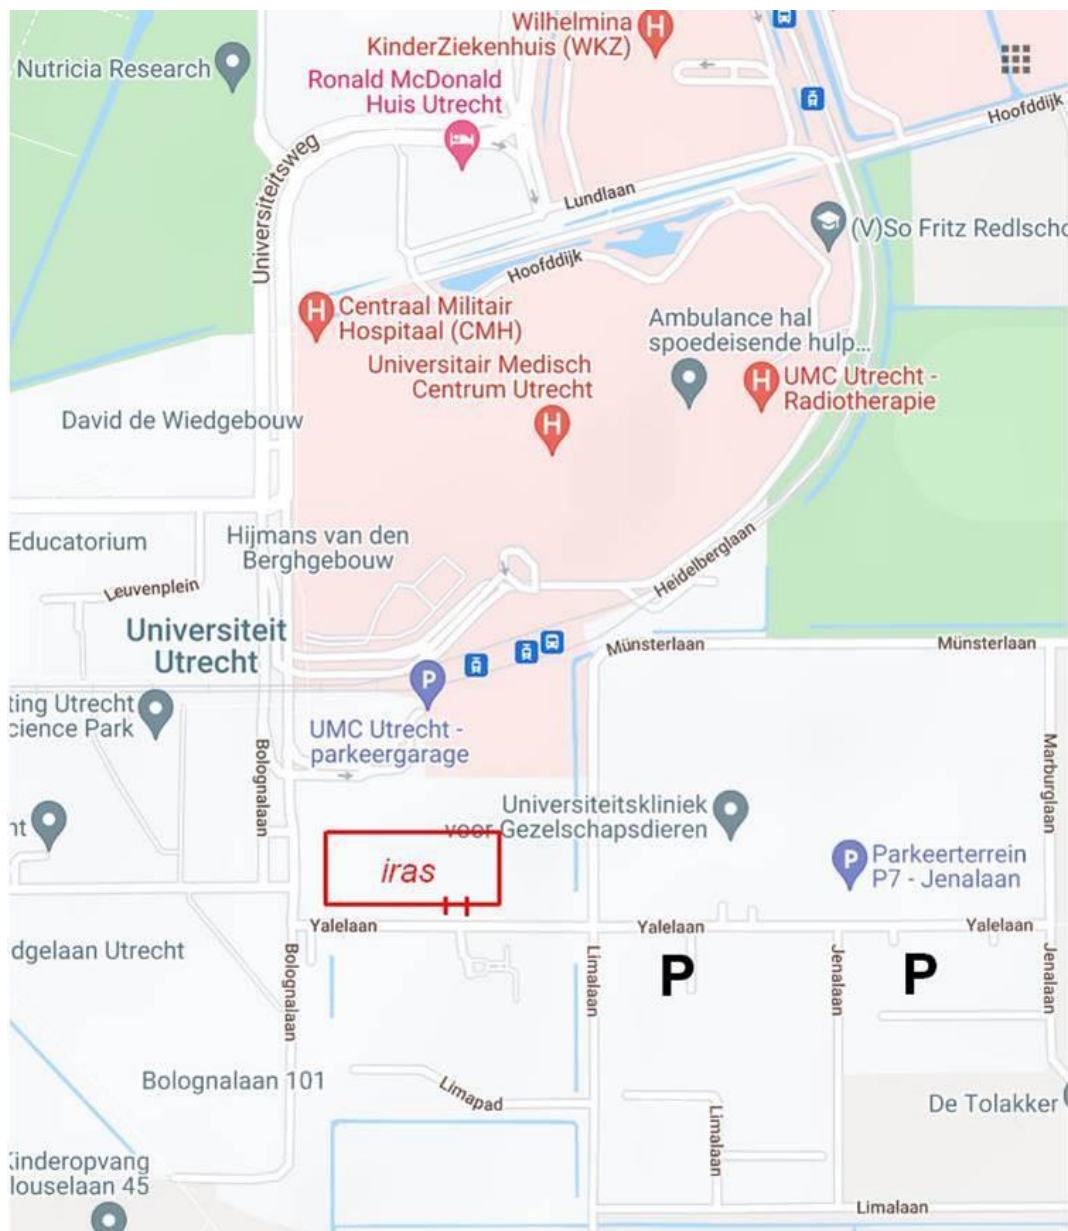 Wilhelmina
KinderZiekenhuis (WKZ)
H
Nutricia Research
Ronald McDonald
Huis Utrecht
Hoofddijk
Universiteitsweg
Lundlaan
(V)So Fritz Redlscho
Hoofddijk
H
Centraal Militair
Hospitaal (CMH)
Ambulance hal
spoedeisende hulp...
Universitair Medisch
Centrum Utrecht
H
H
UMC Utrecht -
Radiotherapie
David de Wiedgebouw
Educatorium
Hijmans van den
Berghgebouw
Heidelberglaan
Leuvenplein
Universiteit
Utrecht
Münsterlaan
Münsterlaan
P
ting Utrecht
cience Park
UMC Utrecht -
parkeergarage
Bolognalaan
Marburglaan
Universiteitskliniek
voor Gezelschapsdieren
nt
iras
P
Parkeerterrein
P7 - Jenalaan
Yalelaan
Yalelaan
Yalelaan
dgelaan Utrecht
Bolognalaan
Limalaan
P
Jenalaan
P
Jenalaan
Bolognalaan 101
Limapad
Limalaan
De Tolakker
Kinderopvang
louselaan 45
Limalaan